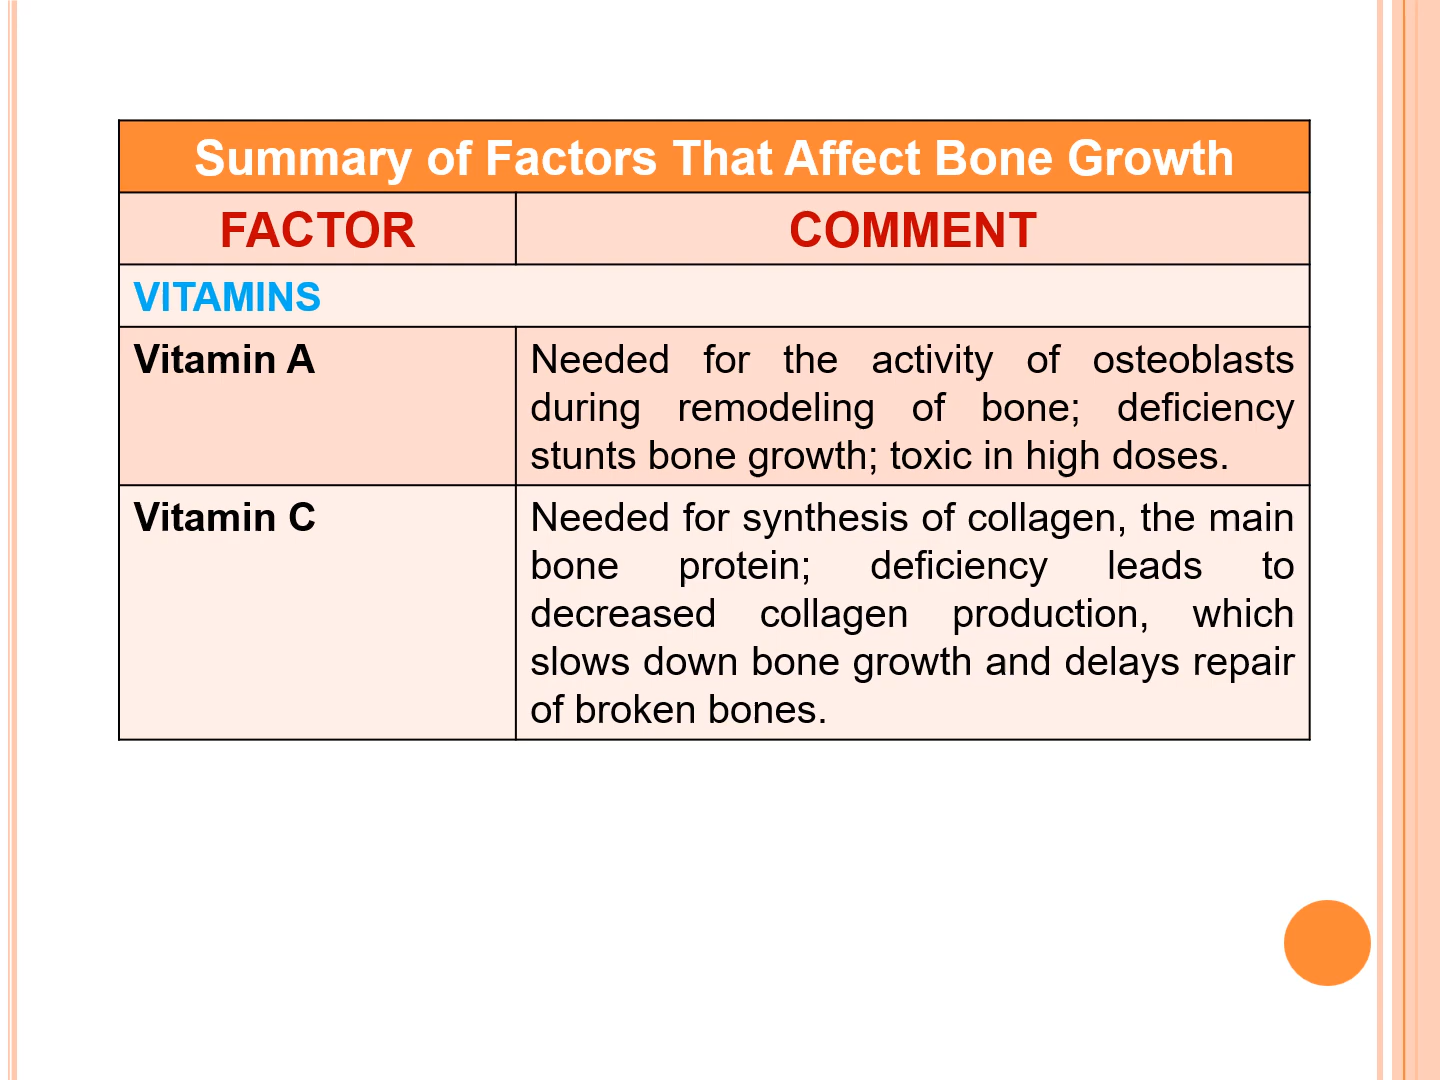 Summary of Factors That Affect Bone Growth
FACTOR
COMMENT
VITAMINS
Vitamin A
Needed for the activity of osteoblasts
during remodeling of bone; deficiency
stunts bone growth; toxic in high doses.
Vitamin C
Needed for synthesis of collagen, the main
bone protein; deficiency leads to
decreased collagen production, which
slows down bone growth and delays repair
of broken bones.